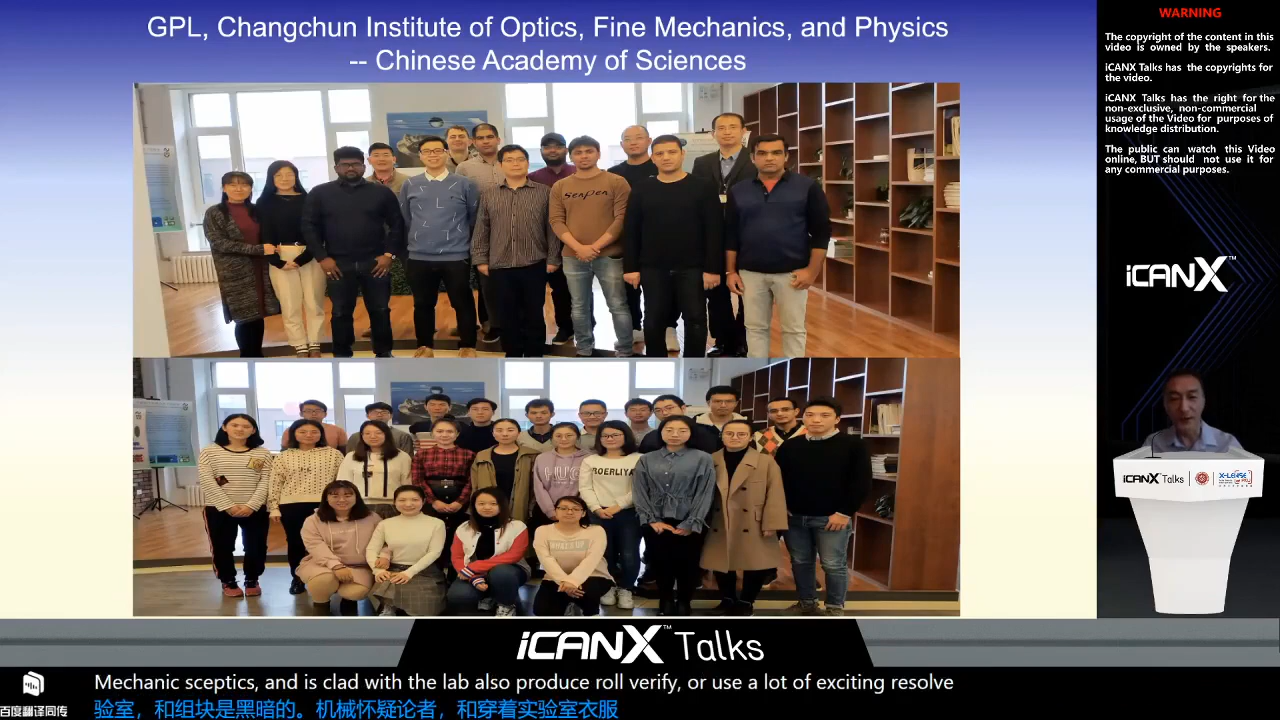 GPL, Changchun Institute of Optics, Fine Mechanics, and Physics
-- Chinese Academy of Sciences
WARNING
The copyright of the content in this
video is owned by the speakers.
iCANX Talks has the copyrights for
the video.
iCANX Talks has the right for the
non-exclusive, non-commercial
usage of the Video for purposes of
knowledge distribution.
The public can watch this Video
online, BUT should not use it for
any commercial purposes.
iCANX™
iCANX Talks
X-LENSE
ROERLIYA
iCANX™ Talks
Mechanic sceptics, and is clad with the lab also produce roll verify, or use a lot of exciting resolve
验室，和组块是黑暗的。机械怀疑论者，和穿着实验室衣服
百度翻译同传